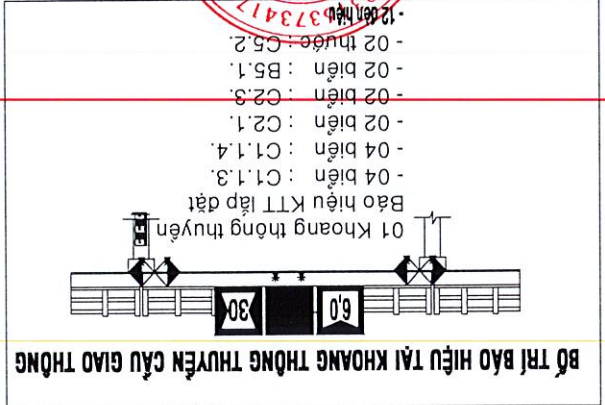 BỐ TRÍ BÁO HIỆU TẠI KHOANG THÔNG THUYỀN CẦU GIAO THÔNG
6,0
30
01 Khoang thông thuyền
Báo hiệu KTT lắp đặt
- 04 biển : C1.1.3.
- 04 biển : C1.1.4.
- 02 biển : C2.1.
- 02 biển : C2.3.
- 02 biển : B5.1.
- 02 thước : C5.2.
- 12 đèn hiệu